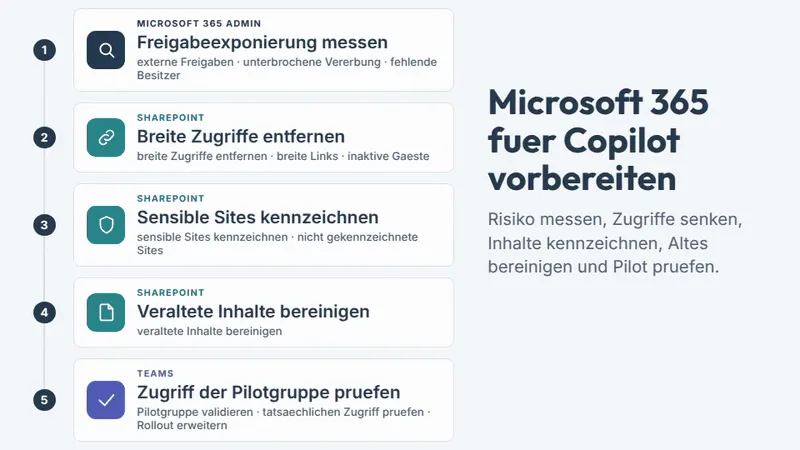 1
MICROSOFT 365 ADMIN
Freigabeexponierung messen
externe Freigaben · unterbrochene Vererbung · fehlende
Besitzer
2
SHAREPOINT
Breite Zugriffe entfernen
breite Zugriffe entfernen · breite Links · inaktive Gaeste
3
SHAREPOINT
Sensible Sites kennzeichnen
sensible Sites kennzeichnen · nicht gekennzeichnete
Sites
4
SHAREPOINT
Veraltete Inhalte bereinigen
veraltete Inhalte bereinigen
5
TEAMS
Zugriff der Pilotgruppe pruefen
Pilotgruppe validieren · tatsaechlichen Zugriff pruefen ·
Rollout erweitern
Microsoft 365
fuer Copilot
vorbereiten
Risiko messen, Zugriffe senken,
Inhalte kennzeichnen, Altes
bereinigen und Pilot pruefen.